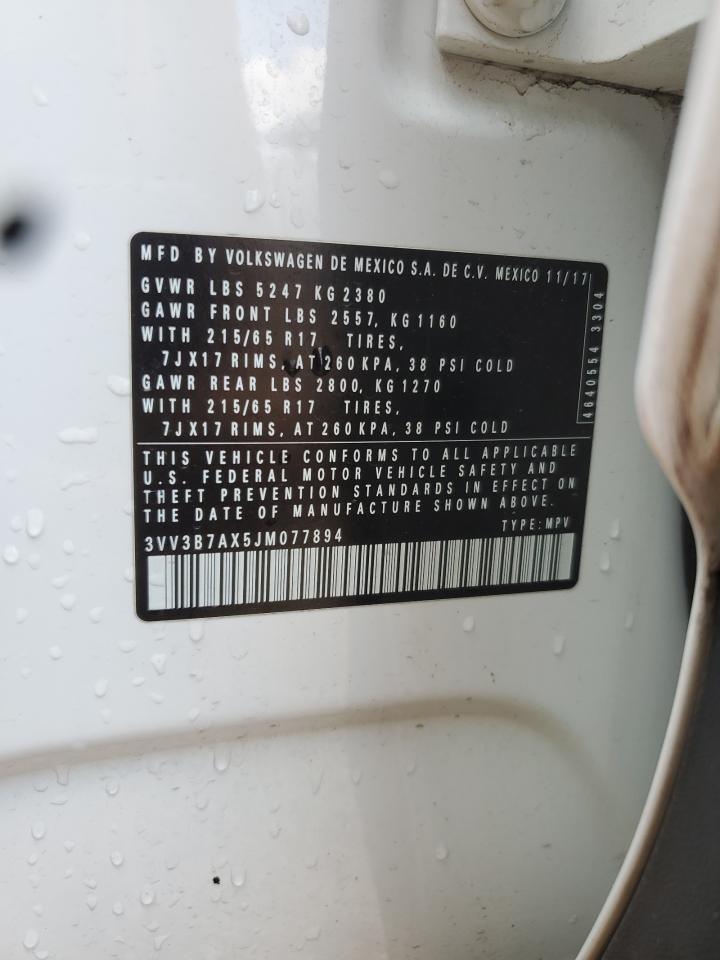 MFD BY VOLKSWAGEN DE MEXICO S.A. DE C.V. MEXICO 11/17
GVWR LBS 5247 KG 2380
GAWR FRONT LBS 2557, KG 1160
WITH 215/65 R17 TIRES,
7JX17 RIMS, AT 260 KPA, 38 PSI COLD
GAWR REAR LBS 2800, KG 1270
WITH 215/65 R17 TIRES,
7JX17 RIMS, AT 260 KPA, 38 PSI COLD
4640554 3304
THIS VEHICLE CONFORMS TO ALL APPLICABLE
U.S. FEDERAL MOTOR VEHICLE SAFETY AND
THEFT PREVENTION STANDARDS IN EFFECT ON
THE DATE OF MANUFACTURE SHOWN ABOVE.
3VV3B7AX5JM077894 TYPE: MPV